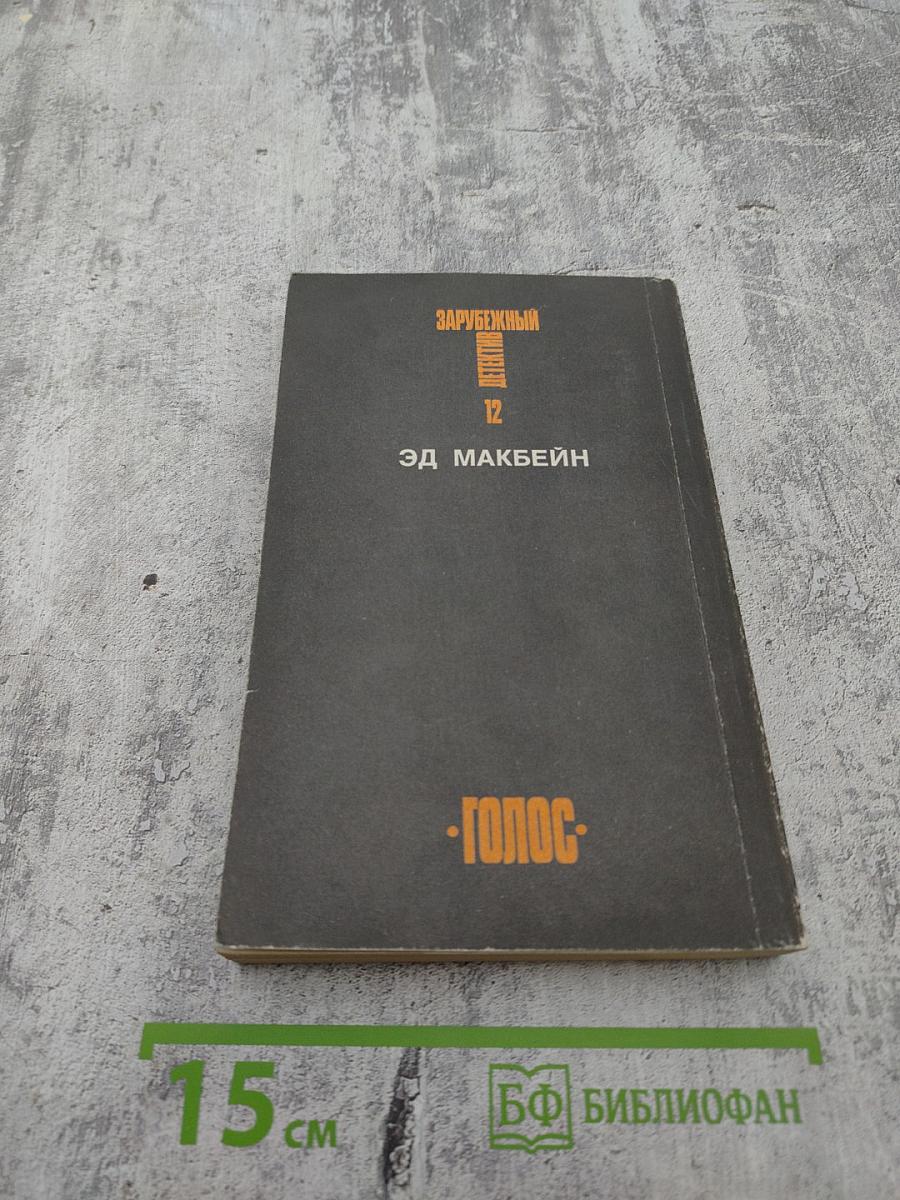 ЗАРУБЕЖНЫЙ
ДЕТЕКТИВ
12
ЭД МАКБЕЙН
•ГОЛОС•
15 см
БФ БИБЛИОФАН